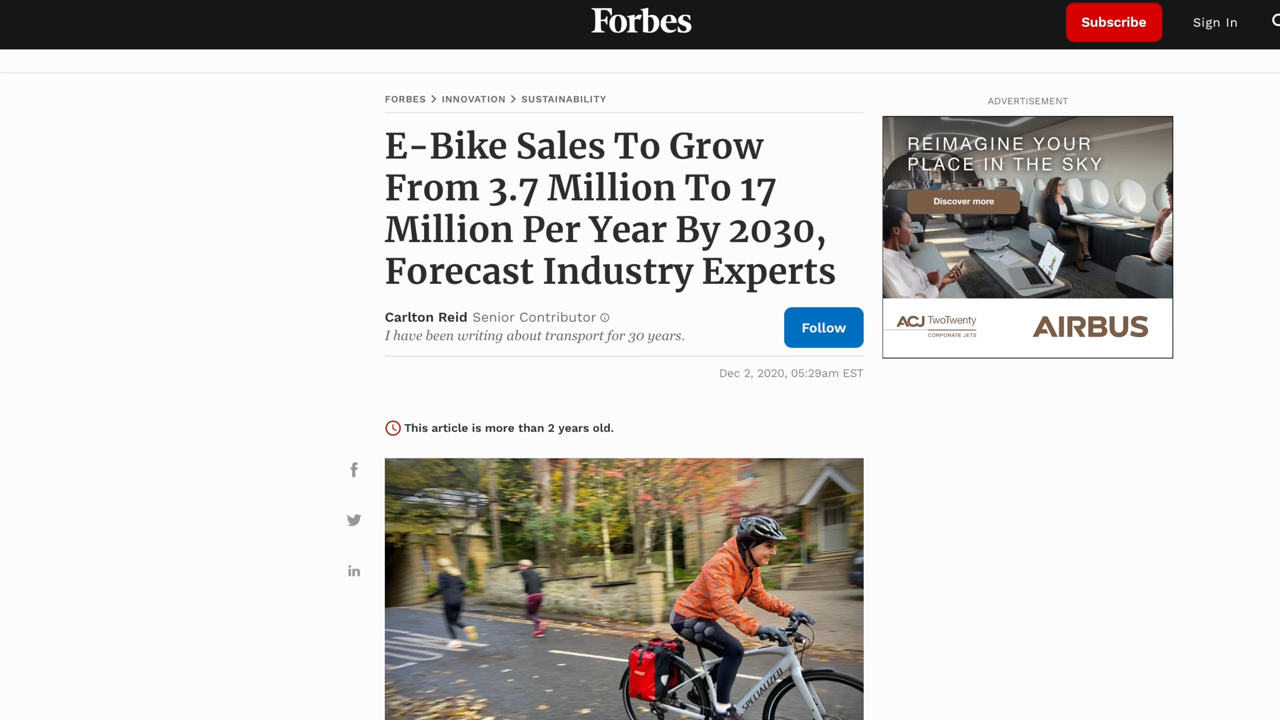 Forbes
Subscribe
Sign In
FORBES > INNOVATION > SUSTAINABILITY
E-Bike Sales To Grow
From 3.7 Million To 17
Million Per Year By 2030,
Forecast Industry Experts
Carlton Reid Senior Contributor
I have been writing about transport for 30 years.
Follow
Dec 2, 2020, 05:29am EST
This article is more than 2 years old.
ADVERTISEMENT
REIMAGINE YOUR
PLACE IN THE SKY
Discover more
ACJ TwoTwenty
CORPORATE JETS
AIRBUS
SPECIALIZED